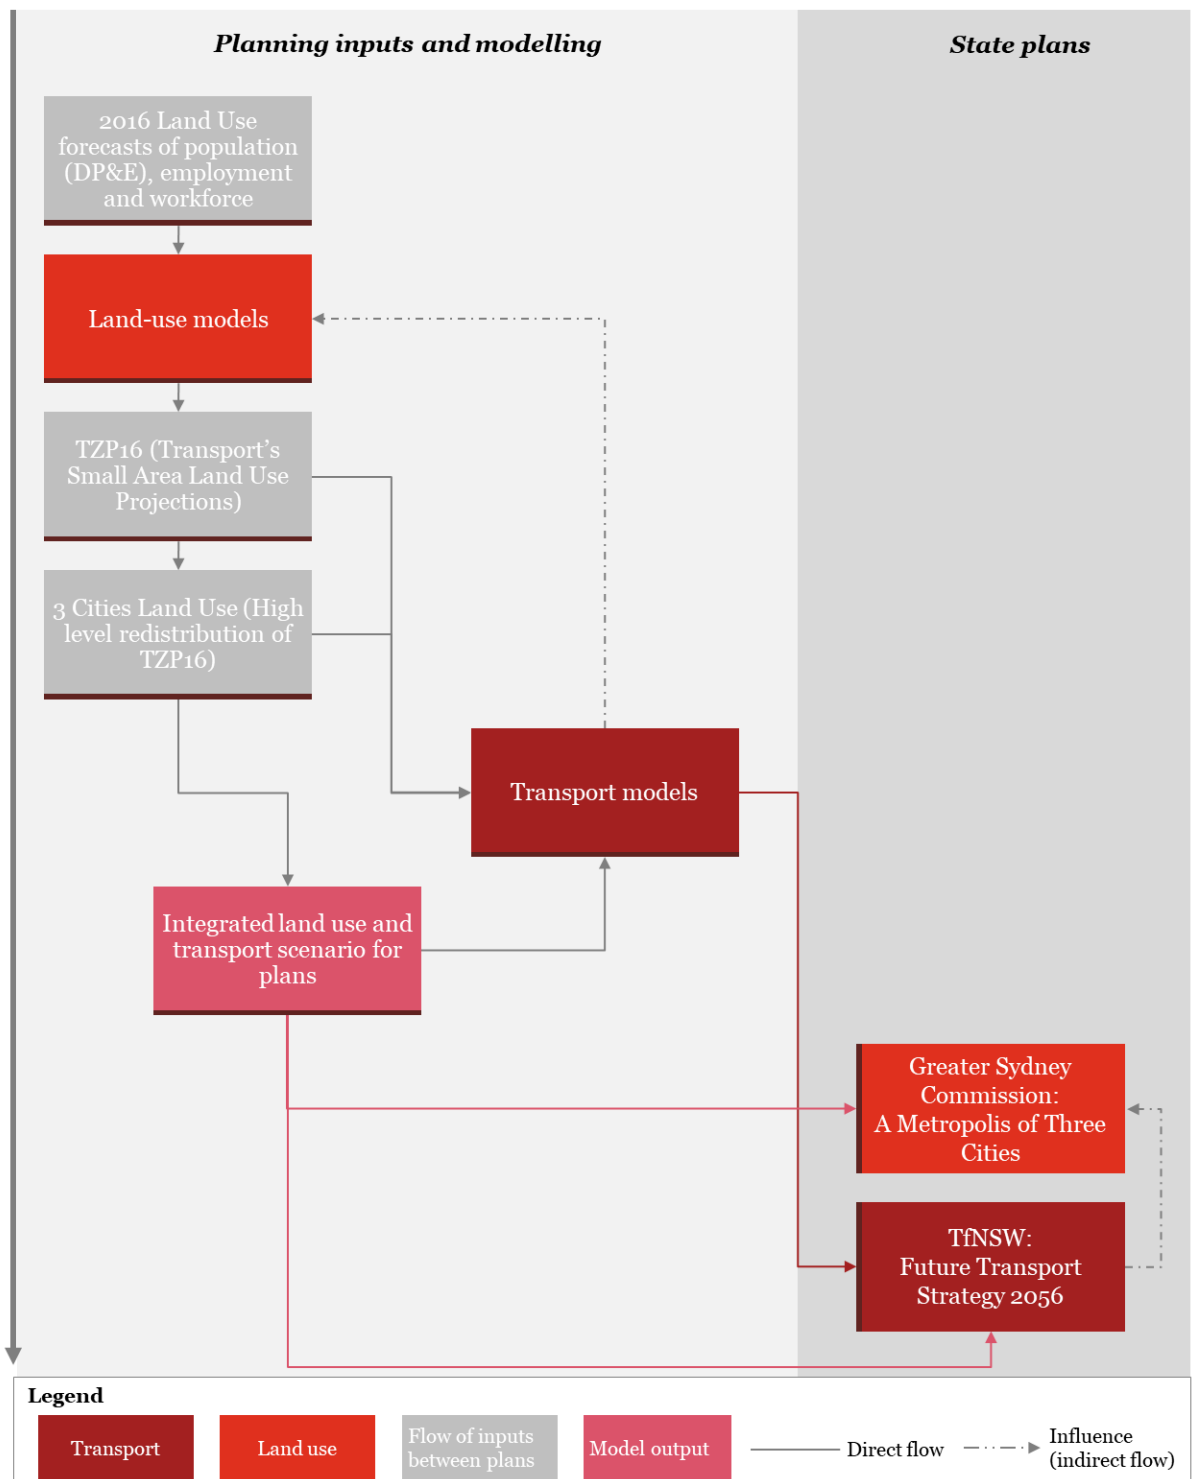 Planning inputs and modelling
State plans
2016 Land Use
forecasts of population
(DP&E), employment
and workforce
Land-use models
TZP16 (Transport's
Small Area Land Use
Projections)
3 Cities Land Use (High
level redistribution of
TZP16)
Transport models
Integrated land use and
transport scenario for
plans
Greater Sydney
Commission:
A Metropolis of Three
Cities
TfNSW:
Future Transport
Strategy 2056
Legend
Transport
Land use
Flow of inputs
between plans
Model output
Direct flow
Influence
(indirect flow)